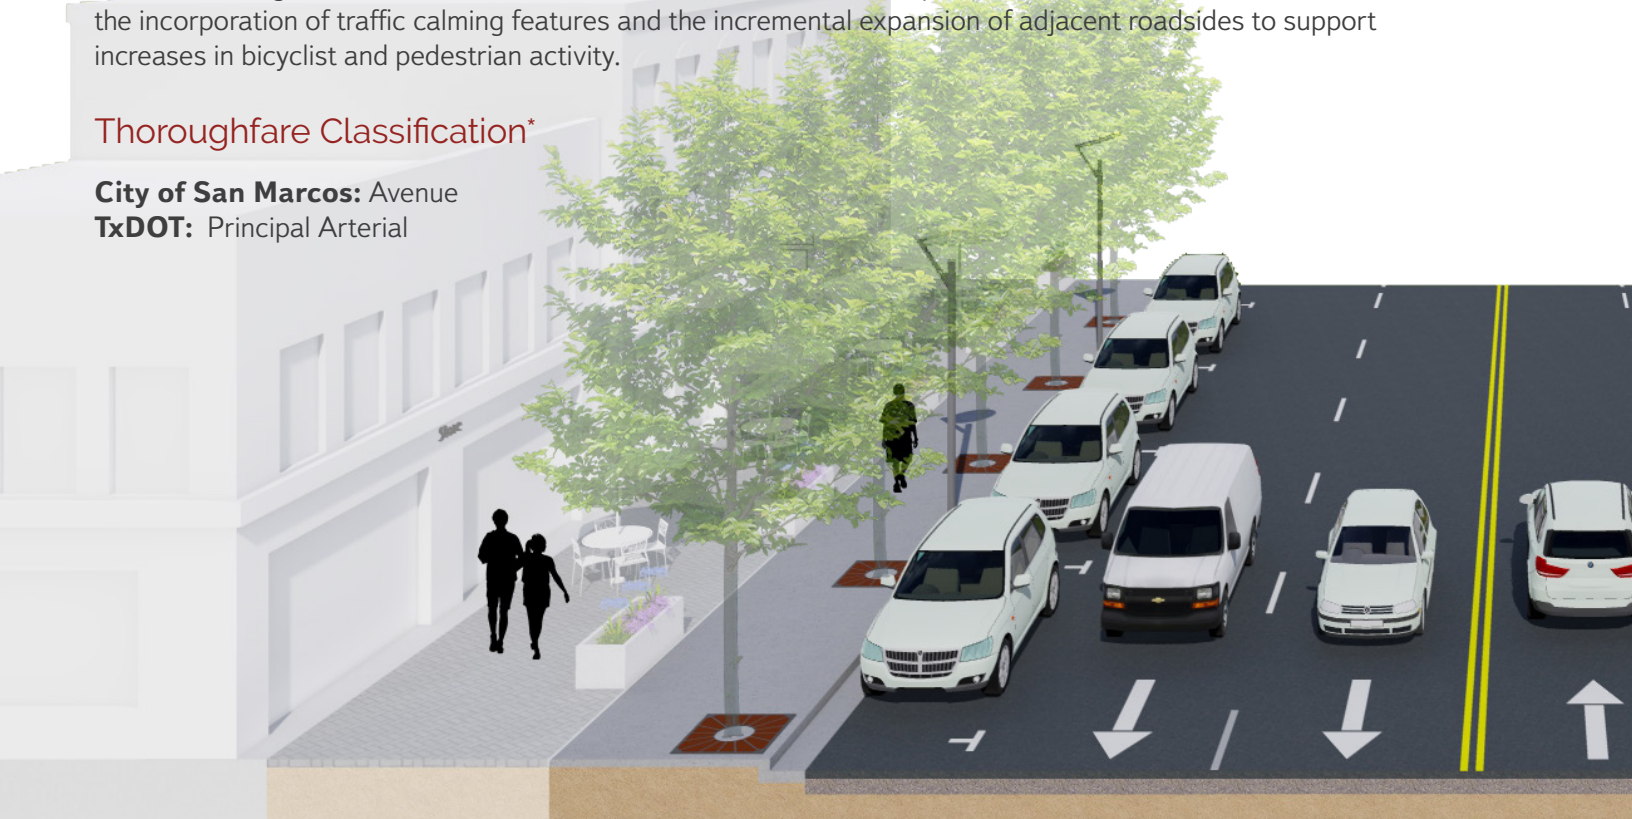 the incorporation of traffic calming features and the incremental expansion of adjacent roadsides to support
increases in bicyclist and pedestrian activity.
Thoroughfare Classification*
City of San Marcos: Avenue
TxDOT: Principal Arterial